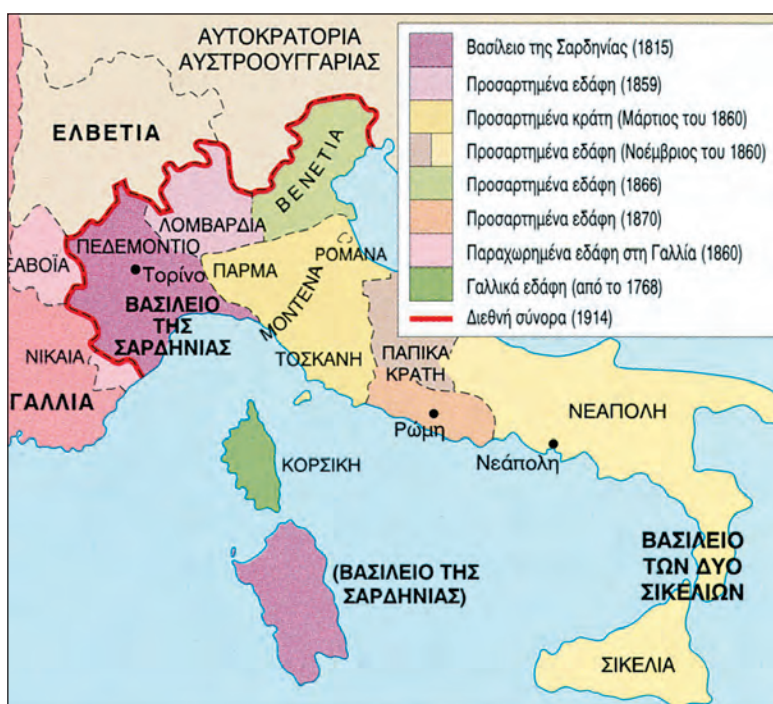 ΑΥΤΟΚΡΑΤΟΡΙΑ
ΑΥΣΤΡΟΟΥΓΓΑΡΙΑΣ
ΕΛΒΕΤΙΑ
ΒΕΝΕΤΙΑ
ΛΟΜΒΑΡΔΙΑ
ΣΑΒΟΪΑ
ΠΕΔΕΜΟΝΤΙΟ
Τορίνο
ΠΑΡΜΑ
ΡΟΜΑΝΑ
ΒΑΣΙΛΕΙΟ
ΤΗΣ
ΣΑΡΔΗΝΙΑΣ
ΜΟΝΤΕΝΑ
ΝΙΚΑΙΑ
ΤΟΣΚΑΝΗ
ΠΑΠΙΚΑ
ΚΡΑΤΗ
ΓΑΛΛΙΑ
Ρώμη
ΝΕΑΠΟΛΗ
Νεάπολη
ΚΟΡΣΙΚΗ
ΒΑΣΙΛΕΙΟ
ΤΩΝ ΔΥΟ
ΣΙΚΕΛΙΩΝ
(ΒΑΣΙΛΕΙΟ ΤΗΣ
ΣΑΡΔΗΝΙΑΣ)
ΣΙΚΕΛΙΑ
Βασίλειο της Σαρδηνίας (1815)
Προσαρτημένα εδάφη (1859)
Προσαρτημένα κράτη (Μάρτιος του 1860)
Προσαρτημένα εδάφη (Νοέμβριος του 1860)
Προσαρτημένα εδάφη (1866)
Προσαρτημένα εδάφη (1870)
Παραχωρημένα εδάφη στη Γαλλία (1860)
Γαλλικά εδάφη (από το 1768)
Διεθνή σύνορα (1914)